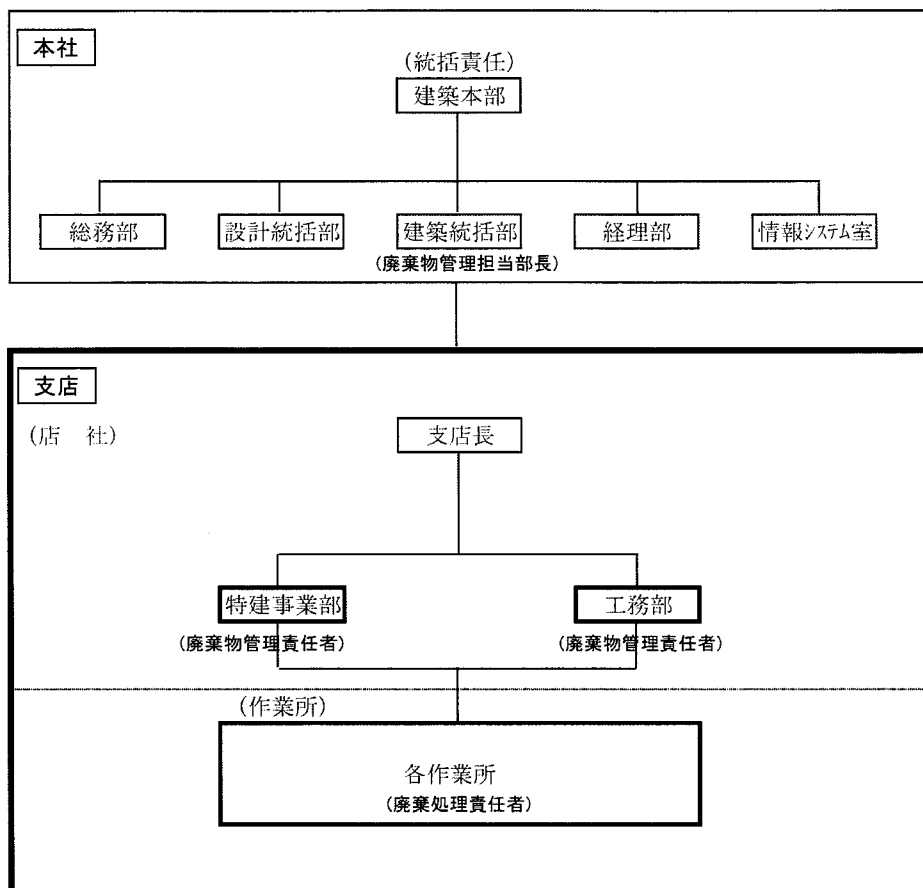 本社
(統括責任)
建築本部
総務部 設計統括部 建築統括部 経理部 情報システム室
(廃棄物管理担当部長)
支店
(店 社)
支店長
特建事業部 工務部
(廃棄物管理責任者) (廃棄物管理責任者)
(作業所)
各作業所
(廃棄処理責任者)